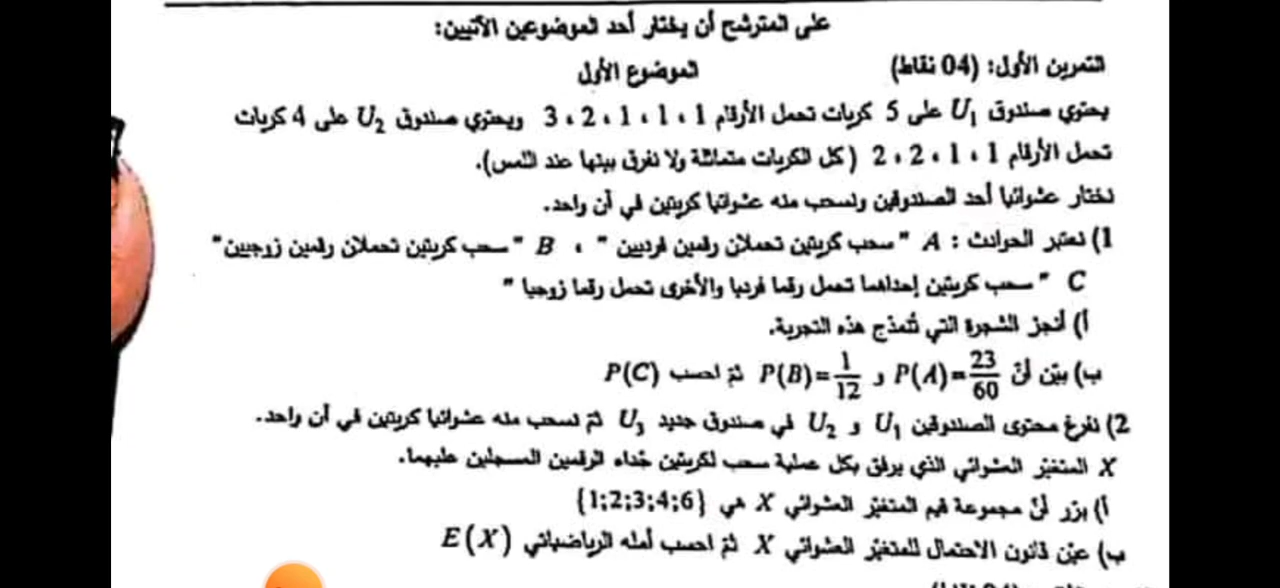 على المترشح أن يختار أحد الموضوعين الآتيين:
الموضوع الأول
التمرين الأول: (04 نقاط)
يحتوي صندوق U₁ على 5 كريات تحمل الأرقام 1 ، 1 ، 1 ، 2 ، 3 ويحتوي صندوق U₂ على 4 كريات
تحمل الأرقام 1 ، 1 ، 2 ، 2 (كل الكريات متماثلة ولا نفرق بينها عند اللمس).
نختار عشوائيا أحد الصندوقين ونسحب منه عشوائيا كريتين في آن واحد.
1) نعتبر الحوادث : A " سحب كريتين تحملان رقمين فرديين " ، B " سحب كريتين تحملان رقمين زوجيين"
C " سحب كريتين إحداهما تحمل رقما فرديا والأخرى تحمل رقما زوجيا "
أ) أنجز الشجرة التي تُنمذج هذه التجربة.
ب) بيّن أنّ P(A)=23/60 و P(B)=1/12 ثمّ احسب P(C)
2) نفرغ محتوى الصندوقين U₁ و U₂ في صندوق جديد U₃ ثمّ نسحب منه عشوائيا كريتين في آن واحد.
X المتغيّر العشوائي الذي يرفق بكل عملية سحب لكريتين جُداء الرقمين المسجلين عليهما.
أ) برّر أنّ مجموعة قيم المتغيّر العشوائي X هي {1;2;3;4;6}
ب) عيّن قانون الاحتمال للمتغيّر العشوائي X ثمّ احسب أمله الرياضياتي E(X)